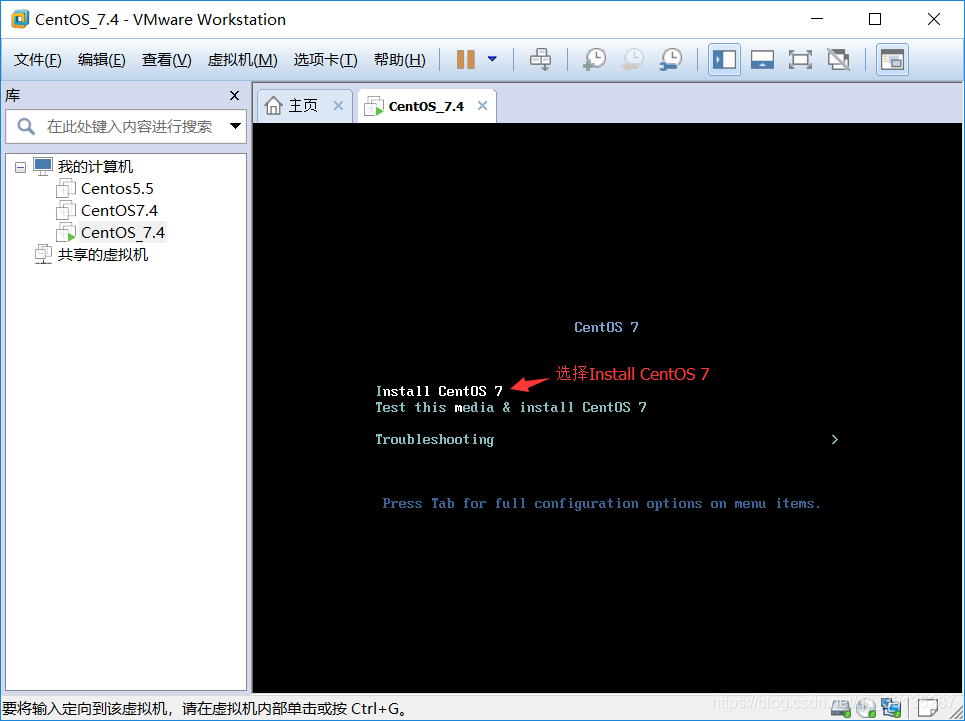 CentOS_7.4 - VMware Workstation
文件(F) 编辑(E) 查看(V) 虚拟机(M) 选项卡(T) 帮助(H)
库
在此处键入内容进行搜索
主页
CentOS_7.4
我的计算机
Centos5.5
CentOS7.4
CentOS_7.4
共享的虚拟机
CentOS 7
选择Install CentOS 7
Install CentOS 7
Test this media & install CentOS 7
Troubleshooting >
Press Tab for full configuration options on menu items.
要将输入定向到该虚拟机，请在虚拟机内部单击或按 Ctrl+G。